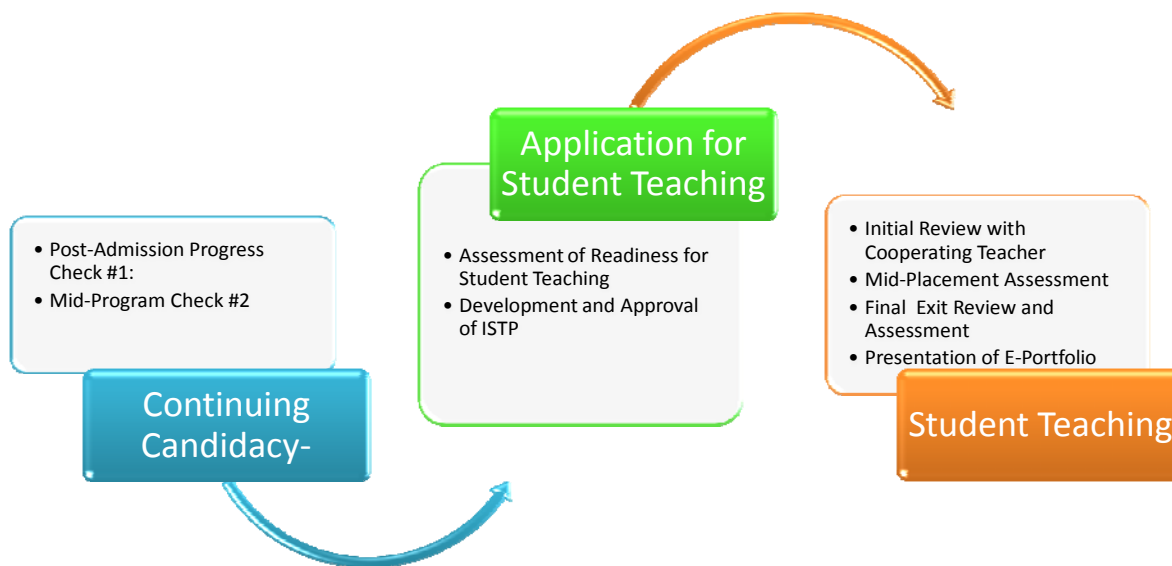 • Post-Admission Progress
Check #1:
• Mid-Program Check #2
Continuing
Candidacy-
Application for
Student Teaching
• Assessment of Readiness for
Student Teaching
• Development and Approval
of ISTP
• Initial Review with
Cooperating Teacher
• Mid-Placement Assessment
• Final Exit Review and
Assessment
• Presentation of E-Portfolio
Student Teaching